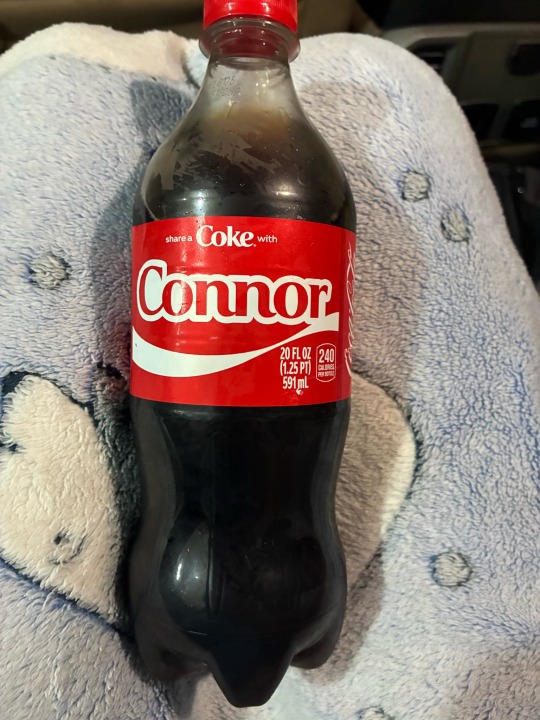 share a Coke with
Connor
20 FL OZ
(1.25 PT)
591 mL
240
CALORIES
PER BOTTLE